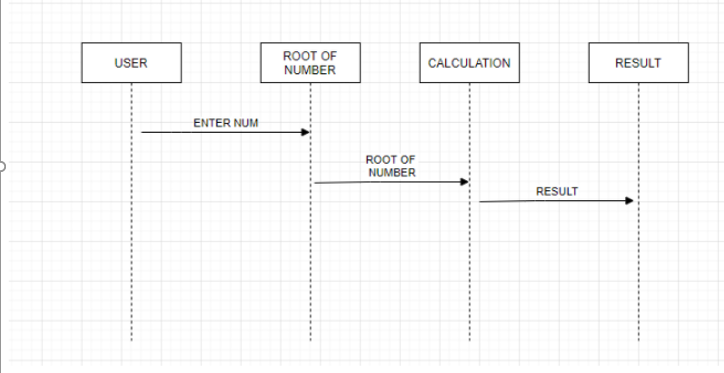 USER
ROOT OF
NUMBER
CALCULATION
RESULT
ENTER NUM
ROOT OF
NUMBER
RESULT